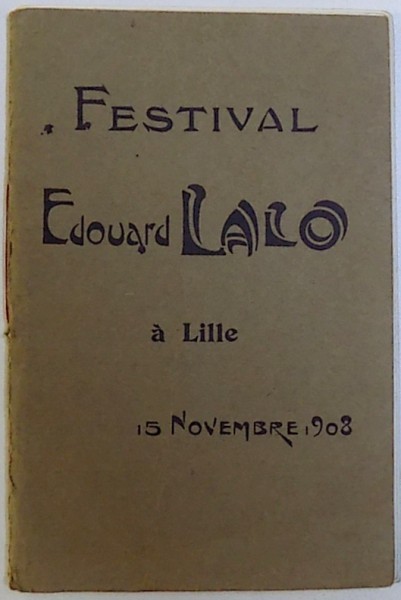 FESTIVAL
Edouard LALO
à Lille
15 NOVEMBRE 1908